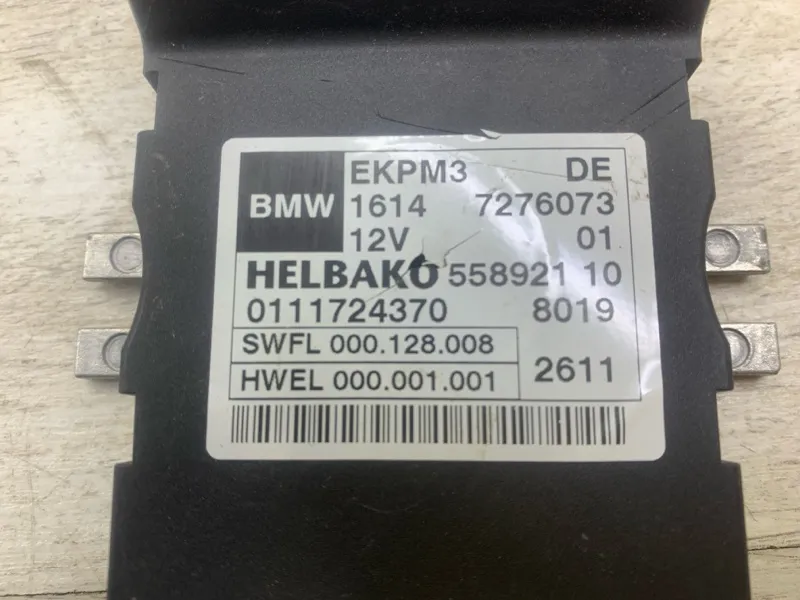 EKPM3 DE
BMW 1614 7276073
12V 01
HELBAKO 558921 10
0111724370 8019
SWFL 000.128.008
HWEL 000.001.001 2611